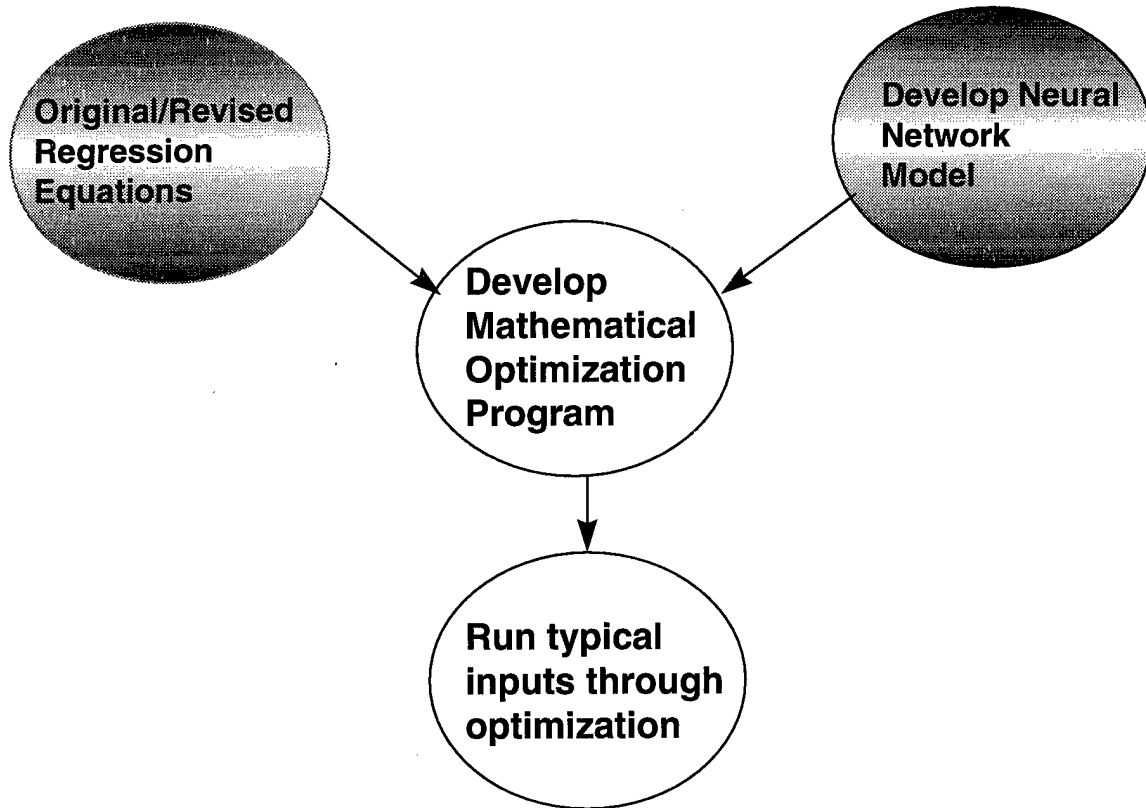 Original/Revised
Regression
Equations
Develop Neural
Network
Model
Develop
Mathematical
Optimization
Program
Run typical
inputs through
optimization